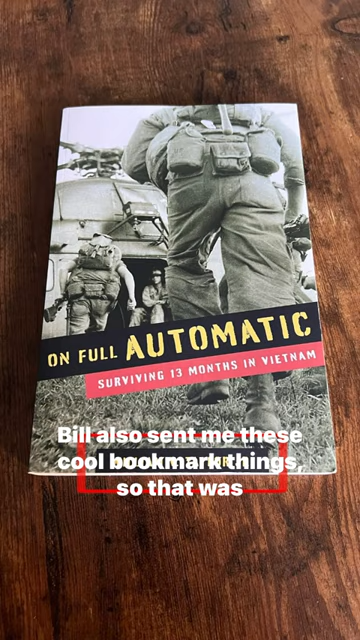 ON FULL AUTOMATIC
SURVIVING 13 MONTHS IN VIETNAM
Bill also sent me these
cool bookmark things,
so that was